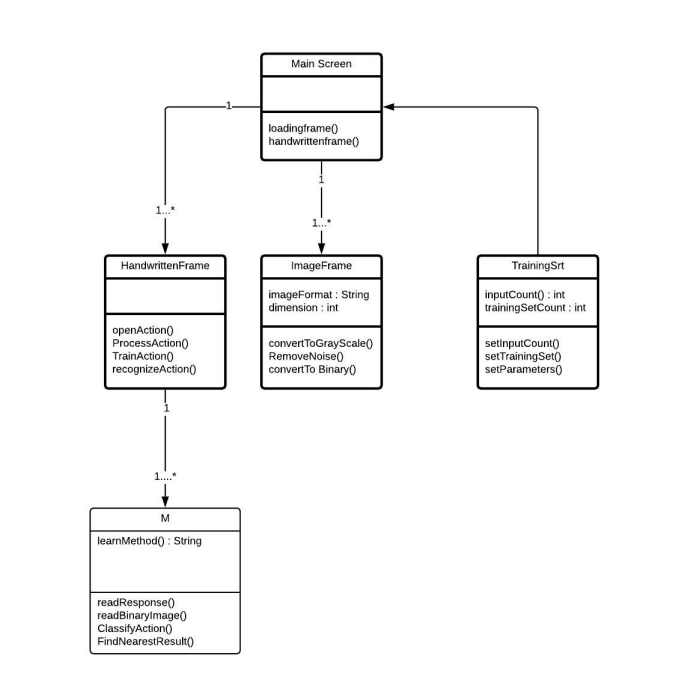 Main Screen
loadingframe()
handwrittenframe()
1
1
1...*
1...*
HandwrittenFrame
openAction()
ProcessAction()
TrainAction()
recognizeAction()
ImageFrame
imageFormat : String
dimension : int
convertToGrayScale()
RemoveNoise()
convertTo Binary()
TrainingSrt
inputCount() : int
trainingSetCount : int
setInputCount()
setTrainingSet()
setParameters()
1
1....*
M
learnMethod() : String
readResponse()
readBinaryImage()
ClassifyAction()
FindNearestResult()